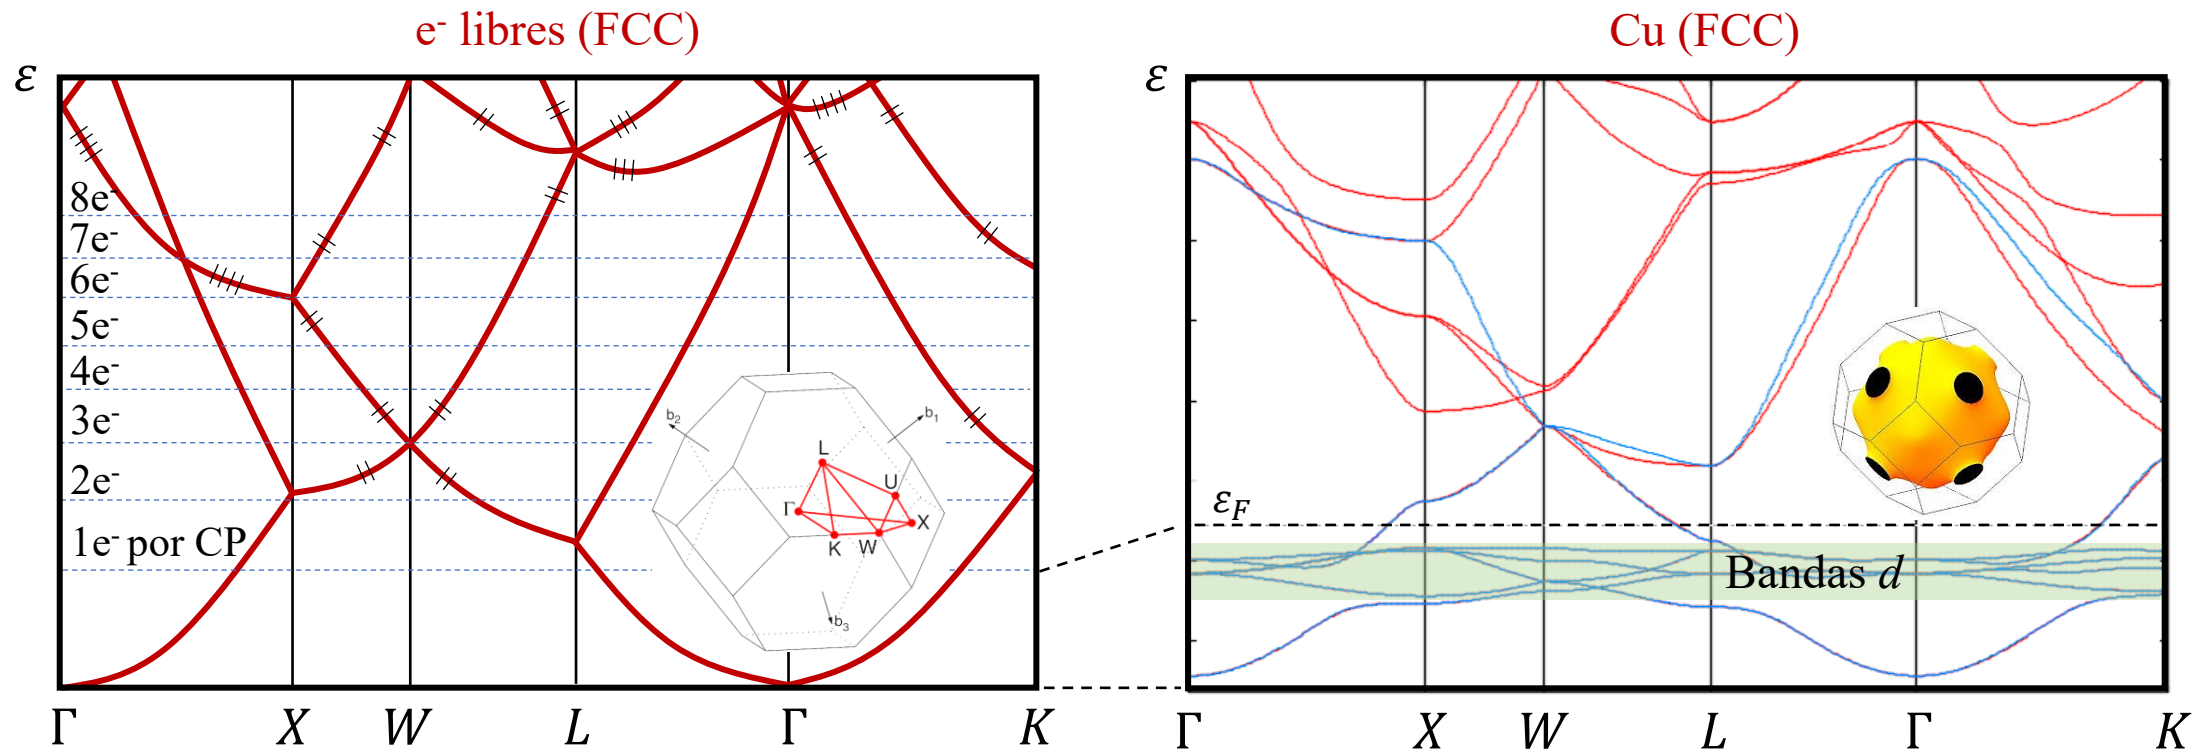 e⁻ libres (FCC)
ε
8e⁻
7e⁻
6e⁻
5e⁻
4e⁻
3e⁻
2e⁻
1e⁻ por CP
b₂
b₁
b₃
L
U
Γ
X
K
W
Γ X W L Γ K
Cu (FCC)
ε
ε_F
Bandas d
Γ X W L Γ K